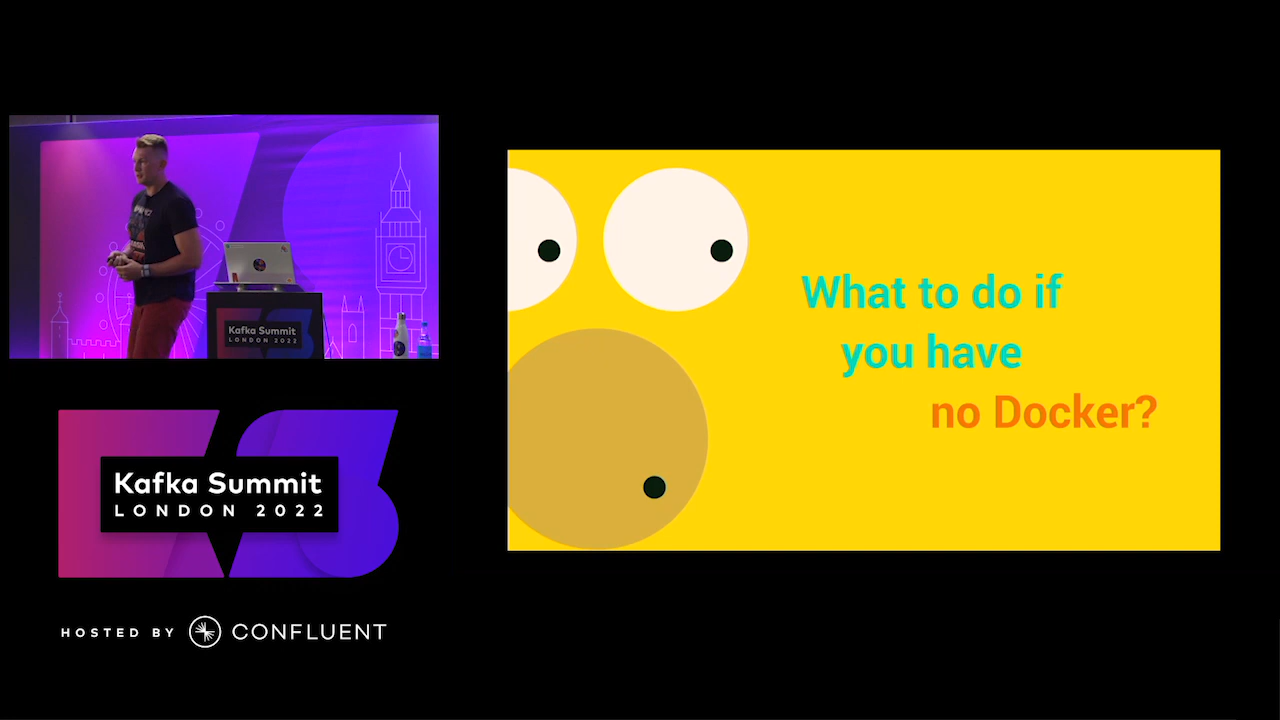 Kafka Summit
LONDON 2022
Kafka Summit
LONDON 2022
HOSTED BY CONFLUENT
What to do if
you have
no Docker?